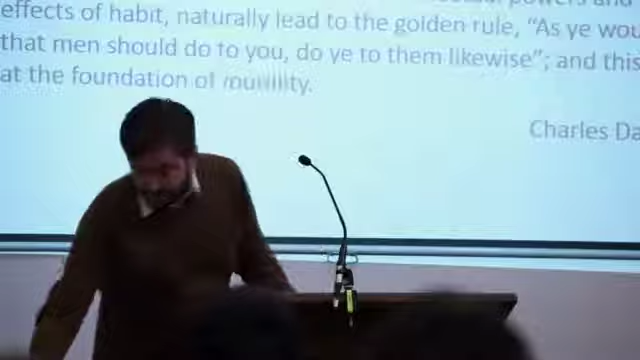 effects of habit, naturally lead to the golden rule, “As ye wou
that men should do to you, do ye to them likewise”; and this
at the foundation of
Charles Da